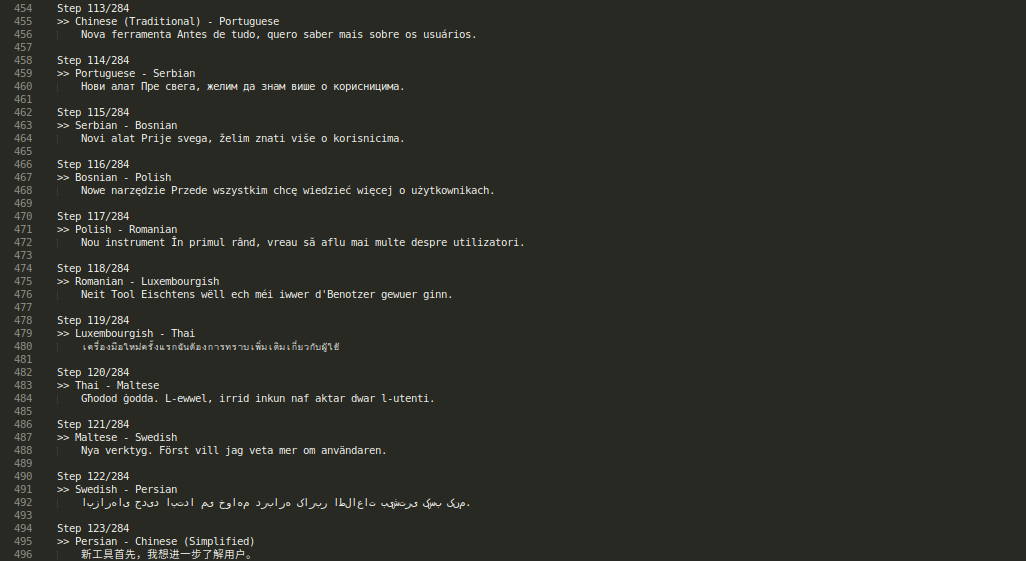 454 Step 113/284
455 >> Chinese (Traditional) - Portuguese
456 Nova ferramenta Antes de tudo, quero saber mais sobre os usuários.
457
458 Step 114/284
459 >> Portuguese - Serbian
460 Нови алат Пре свега, желим да знам више о корисницима.
461
462 Step 115/284
463 >> Serbian - Bosnian
464 Novi alat Prije svega, želim znati više o korisnicima.
465
466 Step 116/284
467 >> Bosnian - Polish
468 Nowe narzędzie Przede wszystkim chcę wiedzieć więcej o użytkownikach.
469
470 Step 117/284
471 >> Polish - Romanian
472 Nou instrument În primul rând, vreau să aflu mai multe despre utilizatori.
473
474 Step 118/284
475 >> Romanian - Luxembourgish
476 Neit Tool Eischtens wëll ech méi iwwer d'Benotzer gewuer ginn.
477
478 Step 119/284
479 >> Luxembourgish - Thai
480 เครื่องมือใหม่ครั้งแรกฉันต้องการทราบเพิ่มเติมเกี่ยวกับผู้ใช้
481
482 Step 120/284
483 >> Thai - Maltese
484 Għodod ġodda. L-ewwel, irrid inkun naf aktar dwar l-utenti.
485
486 Step 121/284
487 >> Maltese - Swedish
488 Nya verktyg. Först vill jag veta mer om användaren.
489
490 Step 122/284
491 >> Swedish - Persian
492 ابزارهای جدید ابتدا می خواهم درباره کاربر اطلاعات بیشتری کسب کنم.
493
494 Step 123/284
495 >> Persian - Chinese (Simplified)
496 新工具首先，我想进一步了解用户。